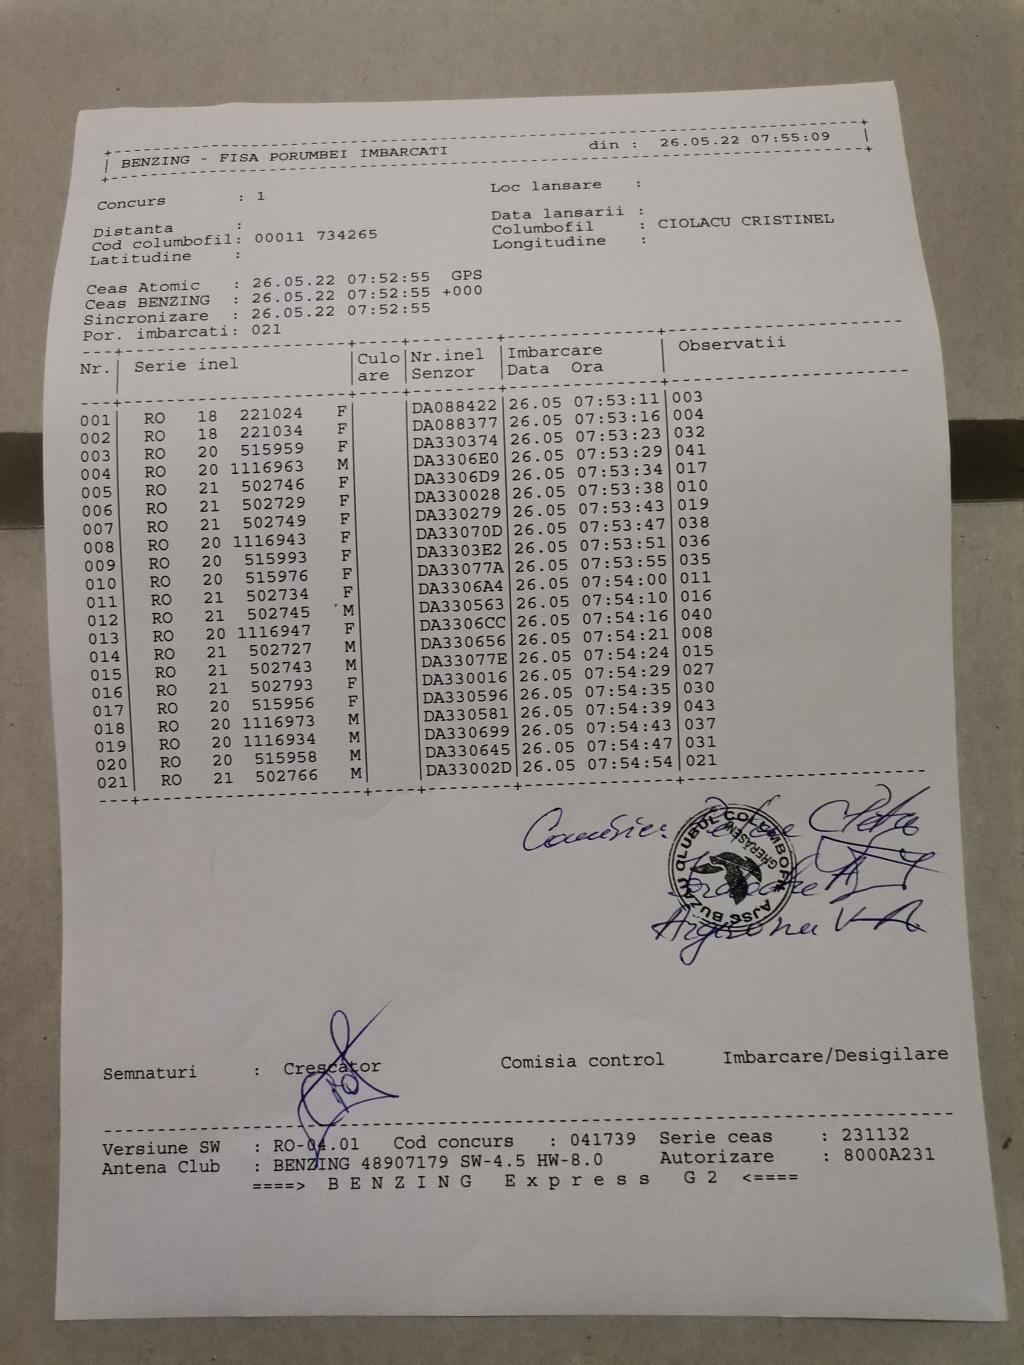 BENZING - FISA PORUMBEI IMBARCATI din : 26.05.22 07:55:09
Concurs : 1 Loc lansare :
Distanta : Data lansarii :
Cod columbofil: 00011 734265 Columbofil : CIOLACU CRISTINEL
Latitudine : Longitudine :
Ceas Atomic : 26.05.22 07:52:55 GPS
Ceas BENZING : 26.05.22 07:52:55 +000
Sincronizare : 26.05.22 07:52:55
Por. imbarcati: 021
Nr. Serie inel Culo Nr.inel Imbarcare Observatii
are Senzor Data Ora
001 RO 18 221024 F DA088422 26.05 07:53:11 003
002 RO 18 221034 F DA088377 26.05 07:53:16 004
003 RO 20 515959 F DA330374 26.05 07:53:23 032
004 RO 20 1116963 M DA3306E0 26.05 07:53:29 041
005 RO 21 502746 F DA3306D9 26.05 07:53:34 017
006 RO 21 502729 F DA330028 26.05 07:53:38 010
007 RO 21 502749 F DA330279 26.05 07:53:43 019
008 RO 20 1116943 F DA33070D 26.05 07:53:47 038
009 RO 20 515993 F DA3303E2 26.05 07:53:51 036
010 RO 20 515976 F DA33077A 26.05 07:53:55 035
011 RO 21 502734 F DA3306A4 26.05 07:54:00 011
012 RO 21 502745 M DA330563 26.05 07:54:10 016
013 RO 20 1116947 F DA3306CC 26.05 07:54:16 040
014 RO 21 502727 M DA330656 26.05 07:54:21 008
015 RO 21 502743 M DA33077E 26.05 07:54:24 015
016 RO 21 502793 F DA330016 26.05 07:54:29 027
017 RO 20 515956 F DA330596 26.05 07:54:35 030
018 RO 20 1116973 M DA330581 26.05 07:54:39 043
019 RO 20 1116934 M DA330699 26.05 07:54:43 037
020 RO 20 515958 M DA330645 26.05 07:54:47 031
021 RO 21 502766 M DA33002D 26.05 07:54:54 021
AJSC BUZAU CLUBUL COLUMBOFIL
GHERASENI
Semnaturi : Crescator Comisia control Imbarcare/Desigilare
Versiune SW : RO-04.01 Cod concurs : 041739 Serie ceas : 231132
Antena Club : BENZING 48907179 SW-4.5 HW-8.0 Autorizare : 8000A231
====> B E N Z I N G E x p r e s s G 2 <====